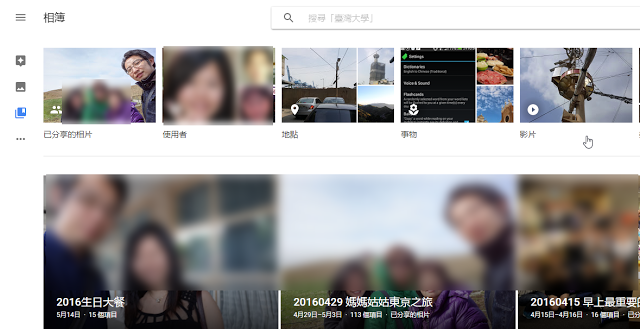 相簿
搜尋「臺灣大學」
已分享的相片
使用者
地點
事物
影片
Settings
Dictionaries
English to Chinese (Traditional)
Voice & Sound
Flashcards
2016生日大餐
5月14日 · 15 個項目
20160429 媽媽姑姑東京之旅
4月29日–5月3日 · 113 個項目 · 已分享的相片
20160415 早上最重要的
4月15日–4月16日 · 16 個項目 · 已分